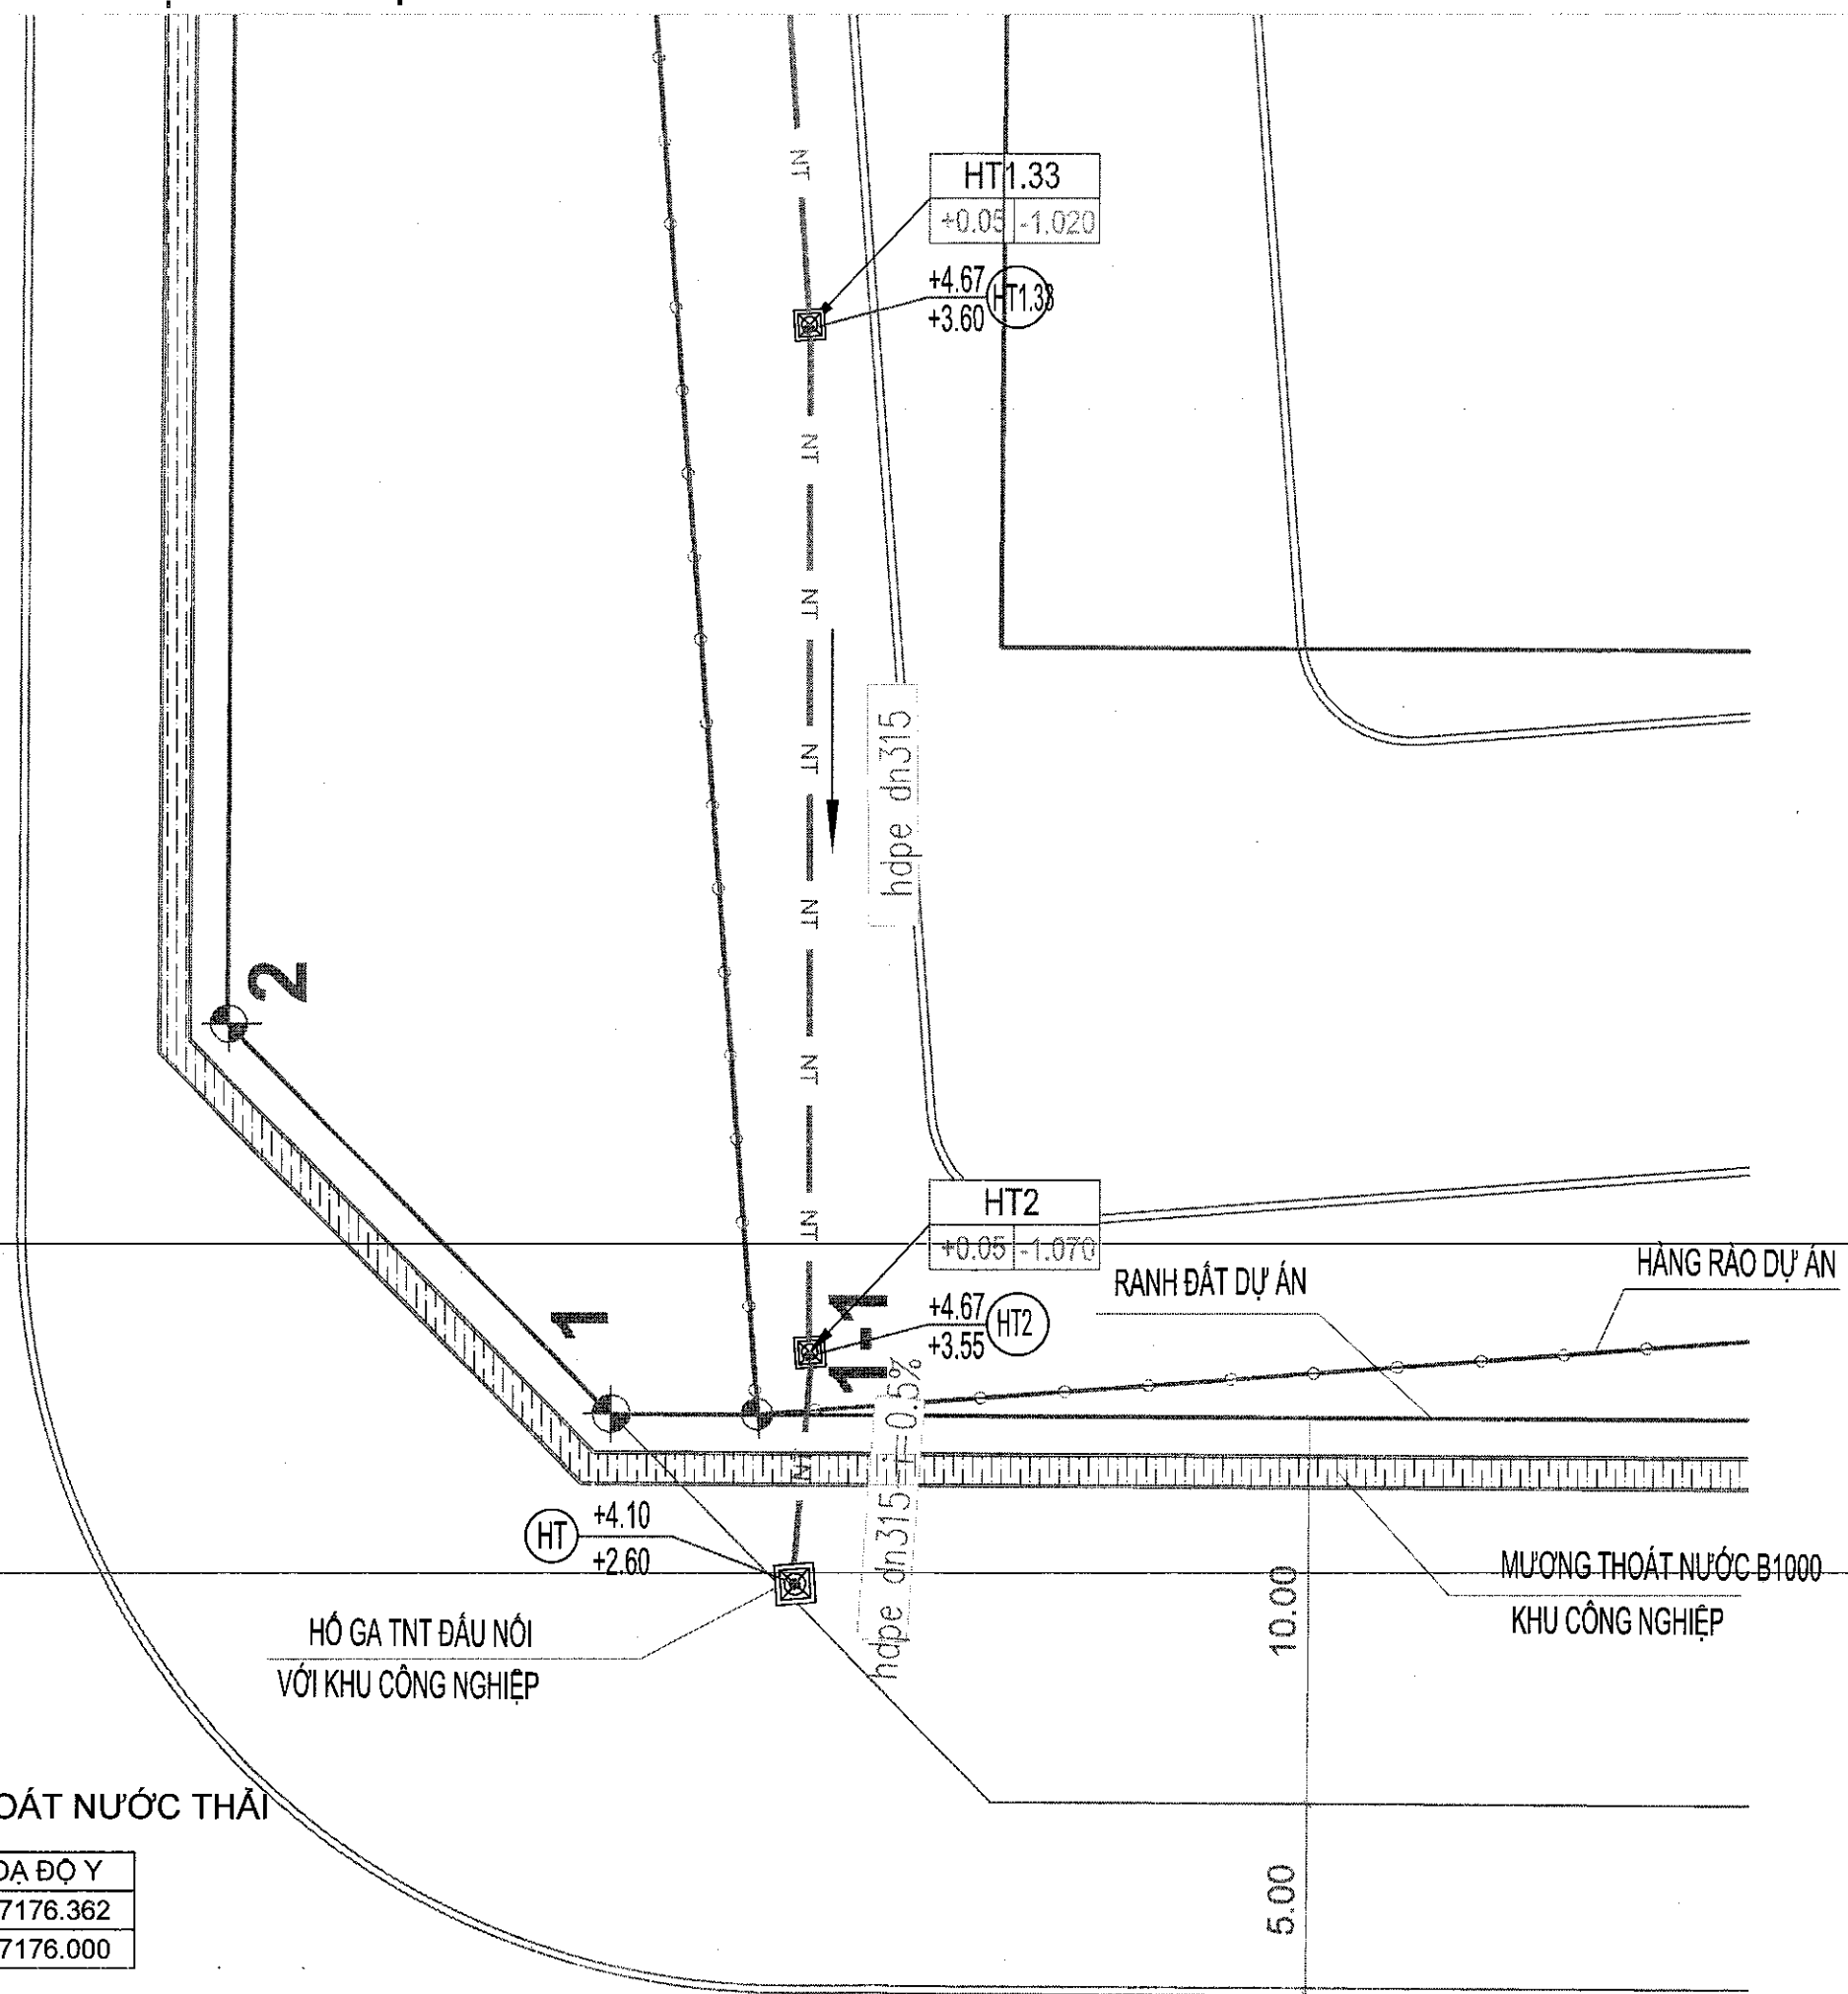 NT
HT1.33
+0.05 -1.020
+4.67
+3.60
HT1.33
NT
NT
hdpe dn315
NT
NT
2
NT
HT2
+0.05 -1.070
NT
HÀNG RÀO DỰ ÁN
RANH ĐẤT DỰ ÁN
1
1-1
+4.67
+3.55
HT2
hdpe dn315-i=0.5%
HT
+4.10
+2.60
MƯƠNG THOÁT NƯỚC B1000
KHU CÔNG NGHIỆP
10.00
HỐ GA TNT ĐẤU NỐI
VỚI KHU CÔNG NGHIỆP
OÁT NƯỚC THẢI
OẠ ĐỘ Y
7176.362
7176.000
5.00